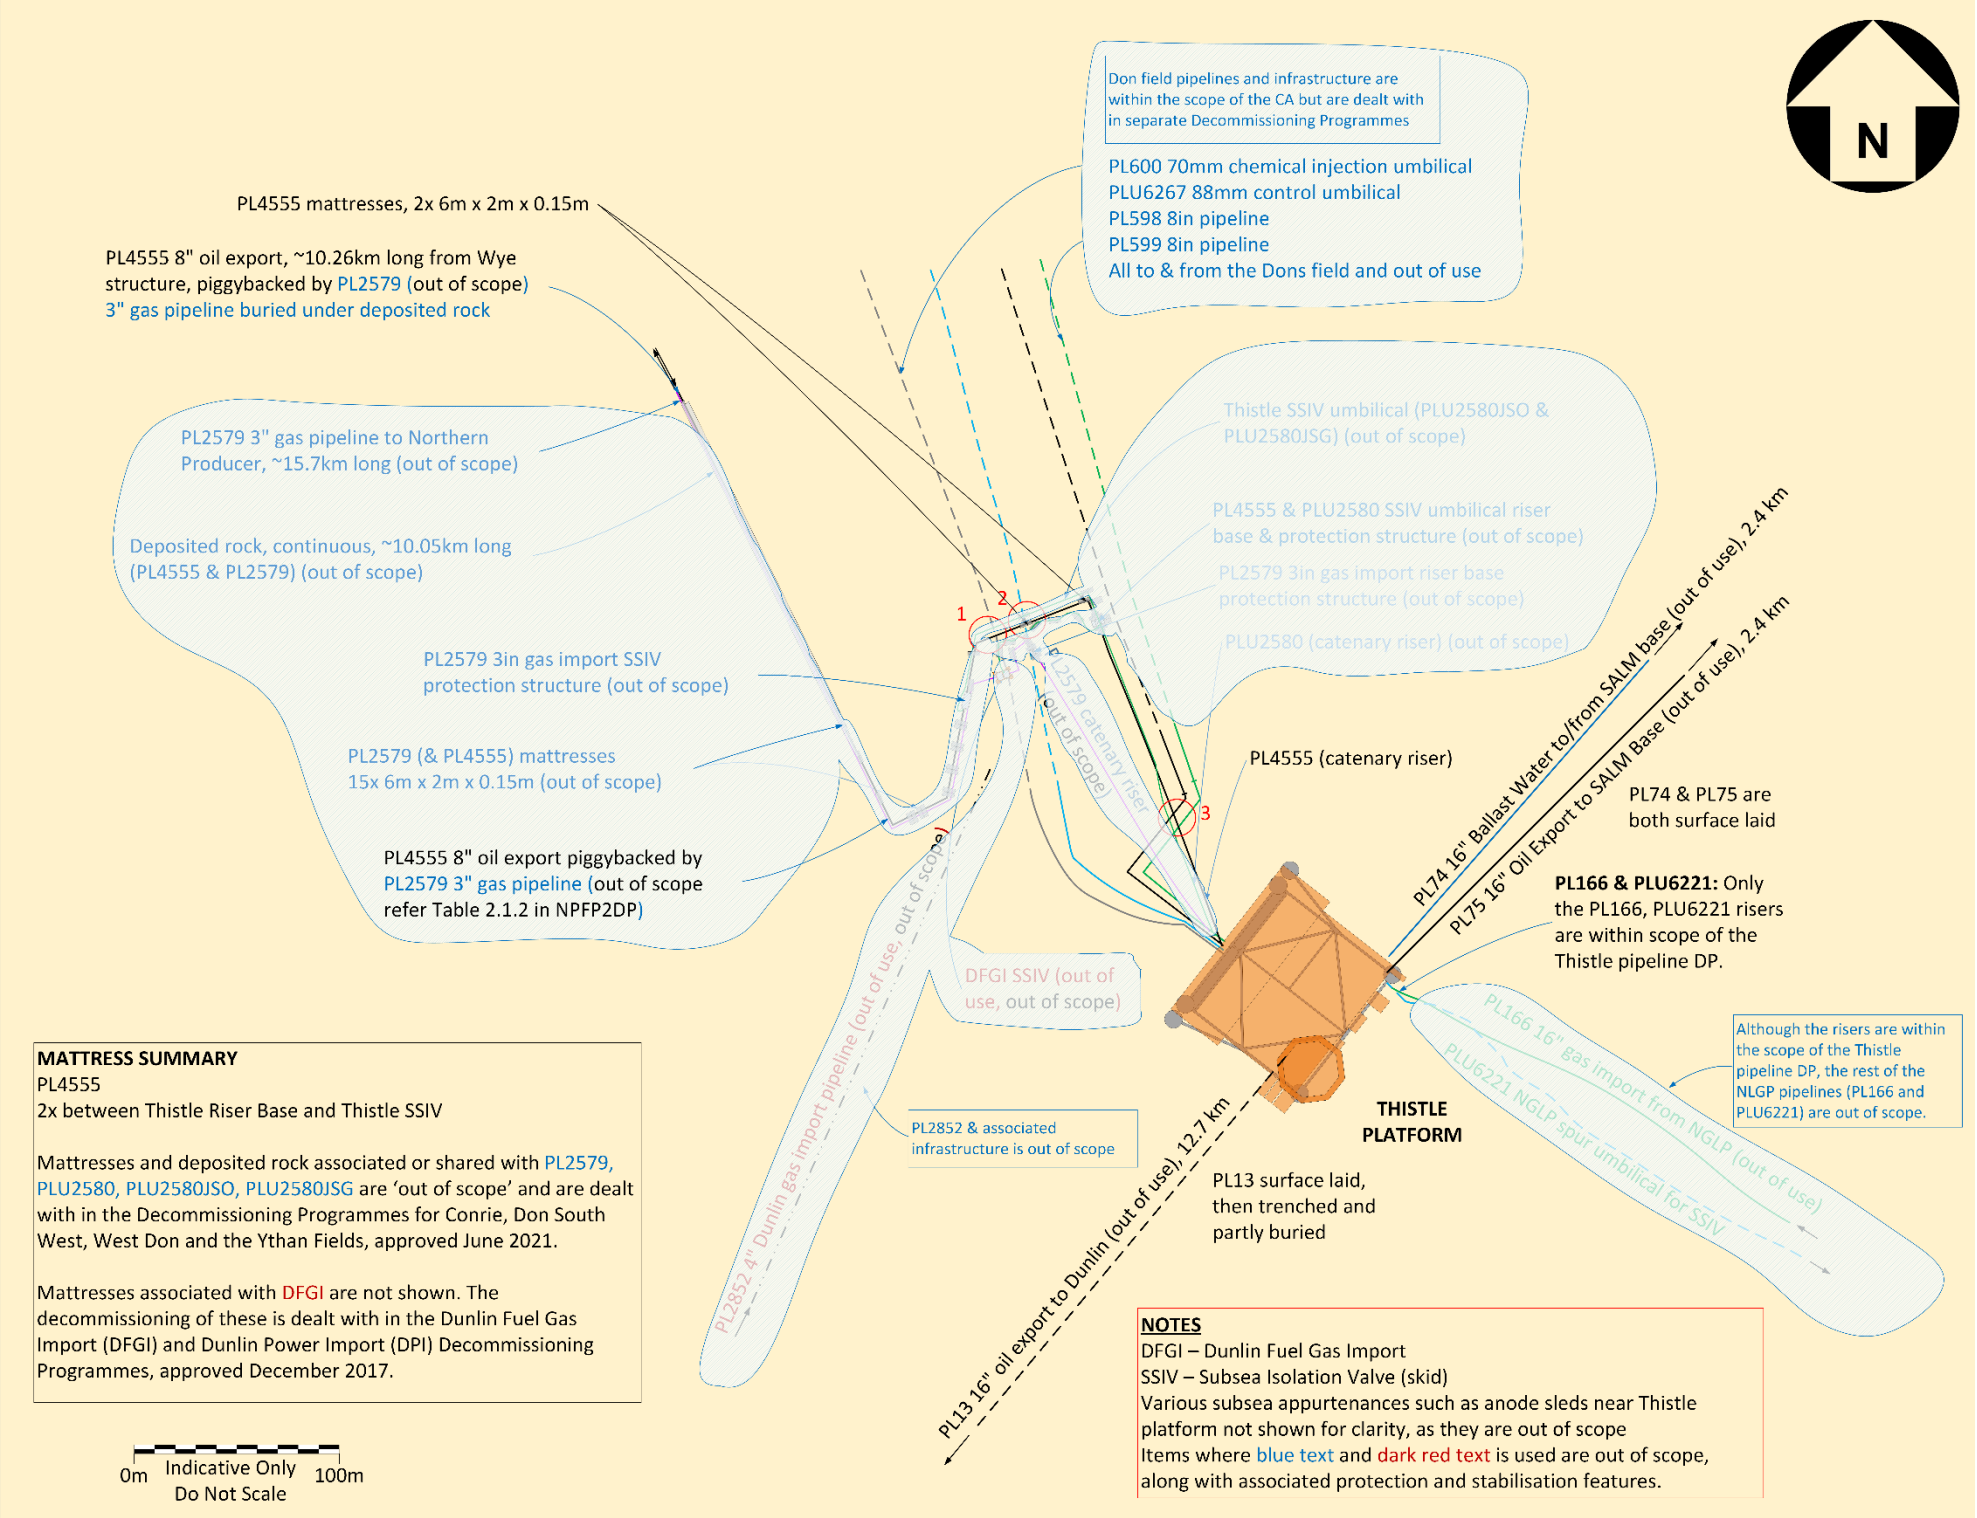 N
Don field pipelines and infrastructure are
within the scope of the CA but are dealt with
in separate Decommissioning Programmes
PL600 70mm chemical injection umbilical
PLU6267 88mm control umbilical
PL598 8in pipeline
PL599 8in pipeline
All to & from the Dons field and out of use
PL4555 mattresses, 2x 6m x 2m x 0.15m
PL4555 8" oil export, ~10.26km long from Wye
structure, piggybacked by PL2579 (out of scope)
3" gas pipeline buried under deposited rock
PL2579 3" gas pipeline to Northern
Producer, ~15.7km long (out of scope)
Deposited rock, continuous, ~10.05km long
(PL4555 & PL2579) (out of scope)
PL2579 3in gas import SSIV
protection structure (out of scope)
PL2579 (& PL4555) mattresses
15x 6m x 2m x 0.15m (out of scope)
PL4555 8" oil export piggybacked by
PL2579 3" gas pipeline (out of scope
refer Table 2.1.2 in NPFP2DP)
Thistle SSIV umbilical (PLU2580JSO &
PLU2580JSG) (out of scope)
PL4555 & PLU2580 SSIV umbilical riser
base & protection structure (out of scope)
PL2579 3in gas import riser base
protection structure (out of scope)
PLU2580 (catenary riser) (out of scope)
1
2
3
PL2579 catenary riser
(out of scope)
PL4555 (catenary riser)
PL74 16" Ballast Water to/from SALM base (out of use), 2.4 km
PL75 16" Oil Export to SALM Base (out of use), 2.4 km
PL74 & PL75 are
both surface laid
PL166 & PLU6221: Only
the PL166, PLU6221 risers
are within scope of the
Thistle pipeline DP.
PL166 16" gas import from NGLP (out of use)
PLU6221 NGLP spur umbilical for SSIV
Although the risers are within
the scope of the Thistle
pipeline DP, the rest of the
NLGP pipelines (PL166 and
PLU6221) are out of scope.
DFGI SSIV (out of
use, out of scope)
PL2852 4" Dunlin gas import pipeline (out of use, out of scope)
PL2852 & associated
infrastructure is out of scope
THISTLE
PLATFORM
PL13 16" oil export to Dunlin (out of use), 12.7 km
PL13 surface laid,
then trenched and
partly buried
MATTRESS SUMMARY
PL4555
2x between Thistle Riser Base and Thistle SSIV
Mattresses and deposited rock associated or shared with PL2579,
PLU2580, PLU2580JSO, PLU2580JSG are ‘out of scope’ and are dealt
with in the Decommissioning Programmes for Conrie, Don South
West, West Don and the Ythan Fields, approved June 2021.
Mattresses associated with DFGI are not shown. The
decommissioning of these is dealt with in the Dunlin Fuel Gas
Import (DFGI) and Dunlin Power Import (DPI) Decommissioning
Programmes, approved December 2017.
0m
Indicative Only
100m
Do Not Scale
NOTES
DFGI – Dunlin Fuel Gas Import
SSIV – Subsea Isolation Valve (skid)
Various subsea appurtenances such as anode sleds near Thistle
platform not shown for clarity, as they are out of scope
Items where blue text and dark red text is used are out of scope,
along with associated protection and stabilisation features.